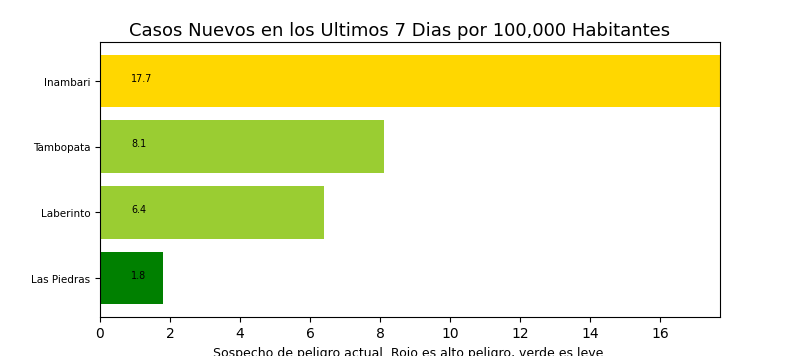 Casos Nuevos en los Ultimos 7 Dias por 100,000 Habitantes
Inambari 17.7
Tambopata 8.1
Laberinto 6.4
Las Piedras 1.8
0 2 4 6 8 10 12 14 16
Sospecho de peligro actual. Rojo es alto peligro, verde es leve